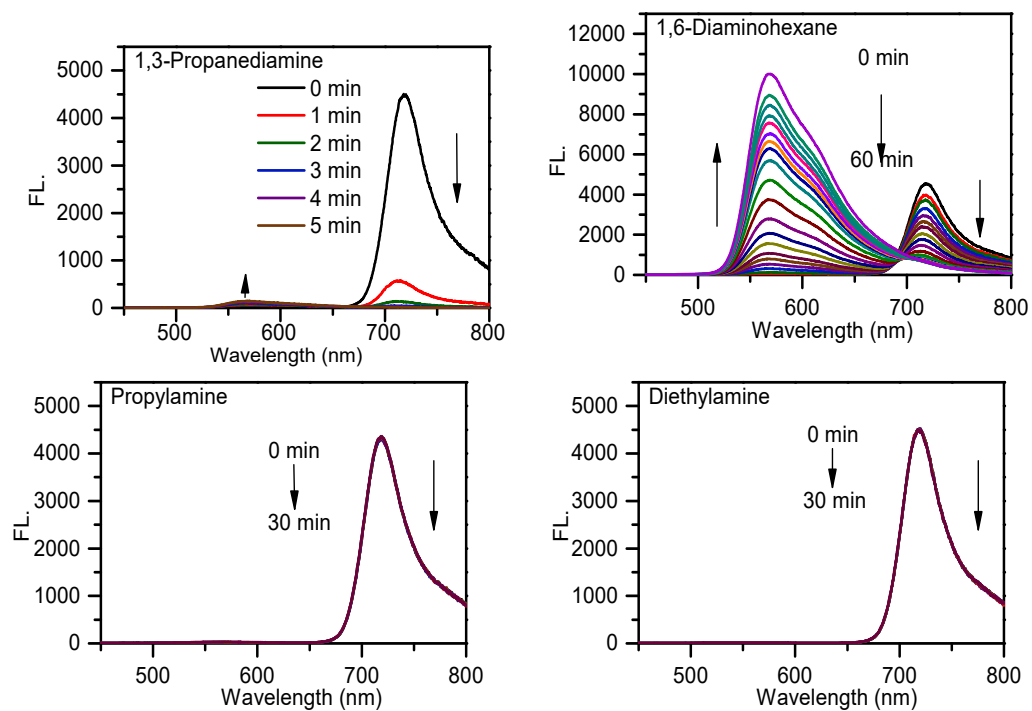 1,3-Propanediamine
0 min
1 min
2 min
3 min
4 min
5 min
5000
4000
3000
2000
1000
0
FL.
500 600 700 800
Wavelength (nm)
1,6-Diaminohexane
0 min
60 min
12000
10000
8000
6000
4000
2000
0
FL.
500 600 700 800
Wavelength (nm)
Propylamine
0 min
30 min
5000
4000
3000
2000
1000
0
FL.
500 600 700 800
Wavelength (nm)
Diethylamine
0 min
30 min
5000
4000
3000
2000
1000
0
FL.
500 600 700 800
Wavelength (nm)